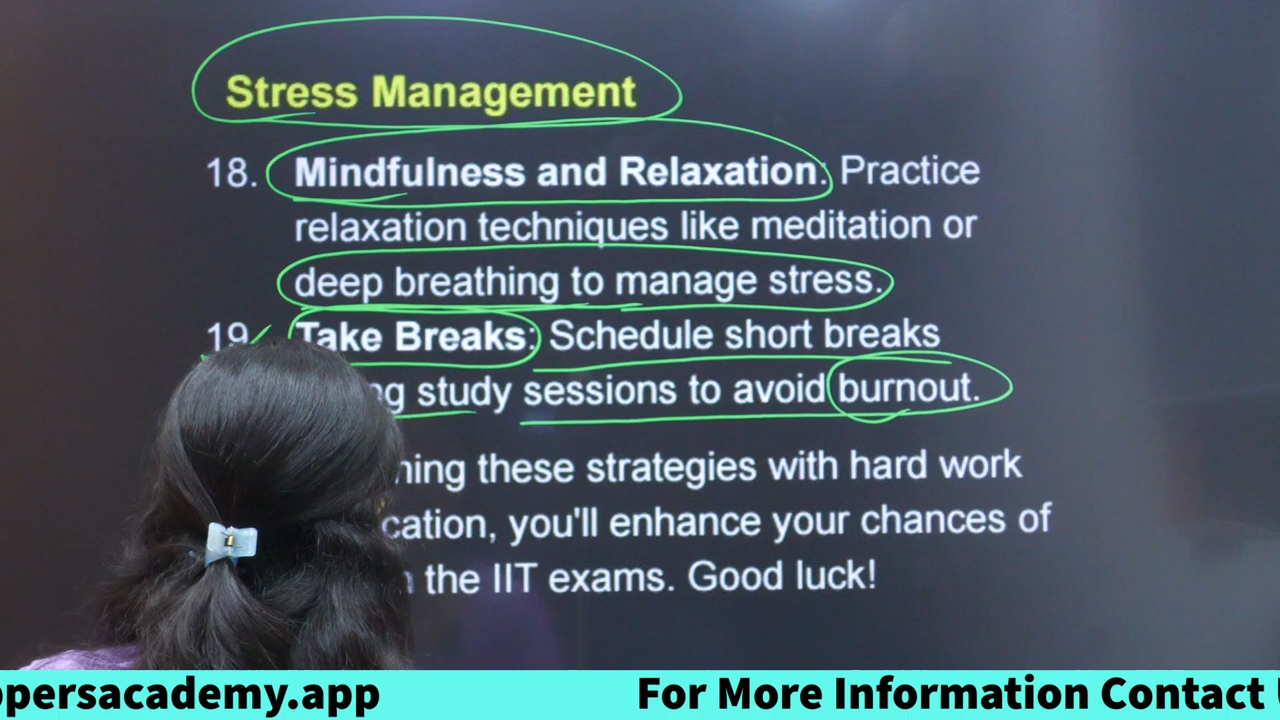 Stress Management
18. Mindfulness and Relaxation: Practice
relaxation techniques like meditation or
deep breathing to manage stress.
19 Take Breaks: Schedule short breaks
study sessions to avoid burnout.
these strategies with hard work
you'll enhance your chances of
the IIT exams. Good luck!
For More Information Contact